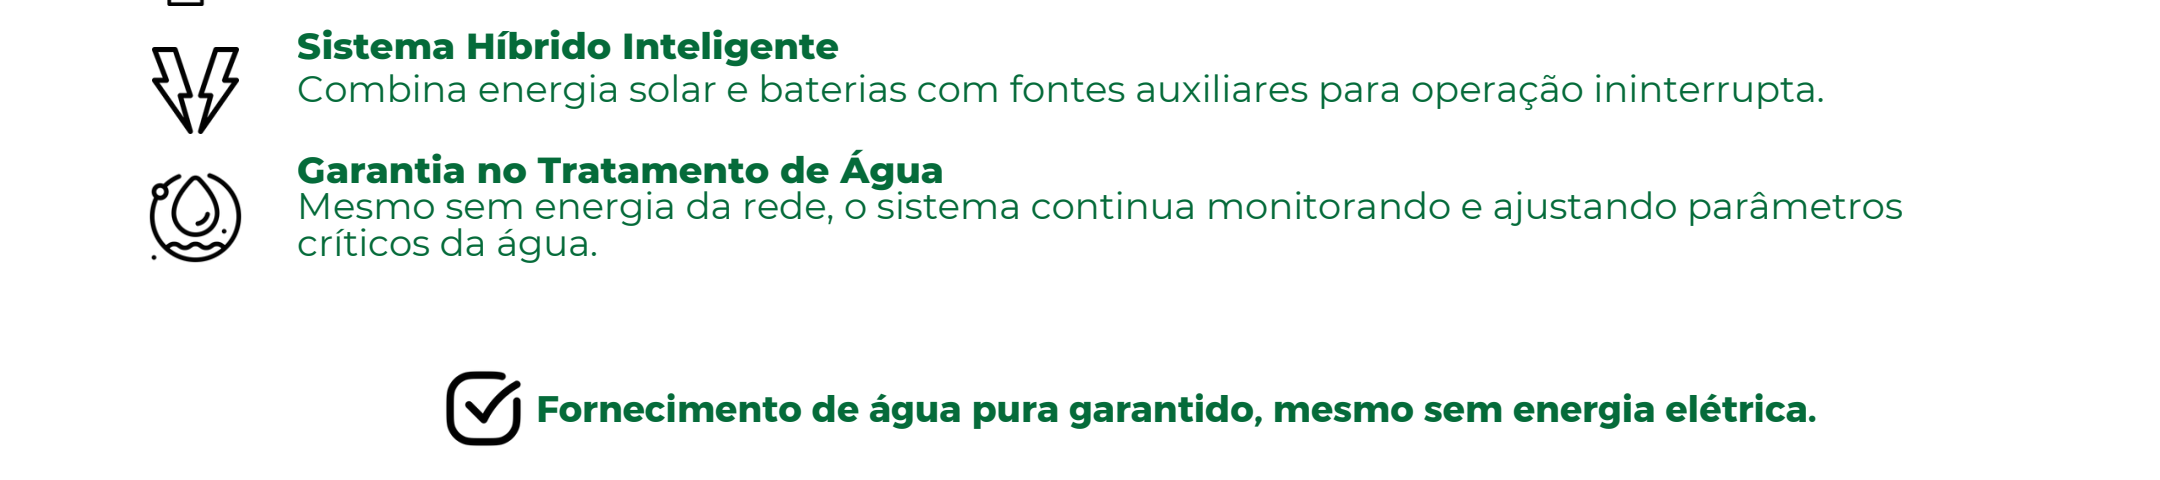 Sistema Híbrido Inteligente
Combina energia solar e baterias com fontes auxiliares para operação ininterrupta.
Garantia no Tratamento de Água
Mesmo sem energia da rede, o sistema continua monitorando e ajustando parâmetros
críticos da água.
Fornecimento de água pura garantido, mesmo sem energia elétrica.